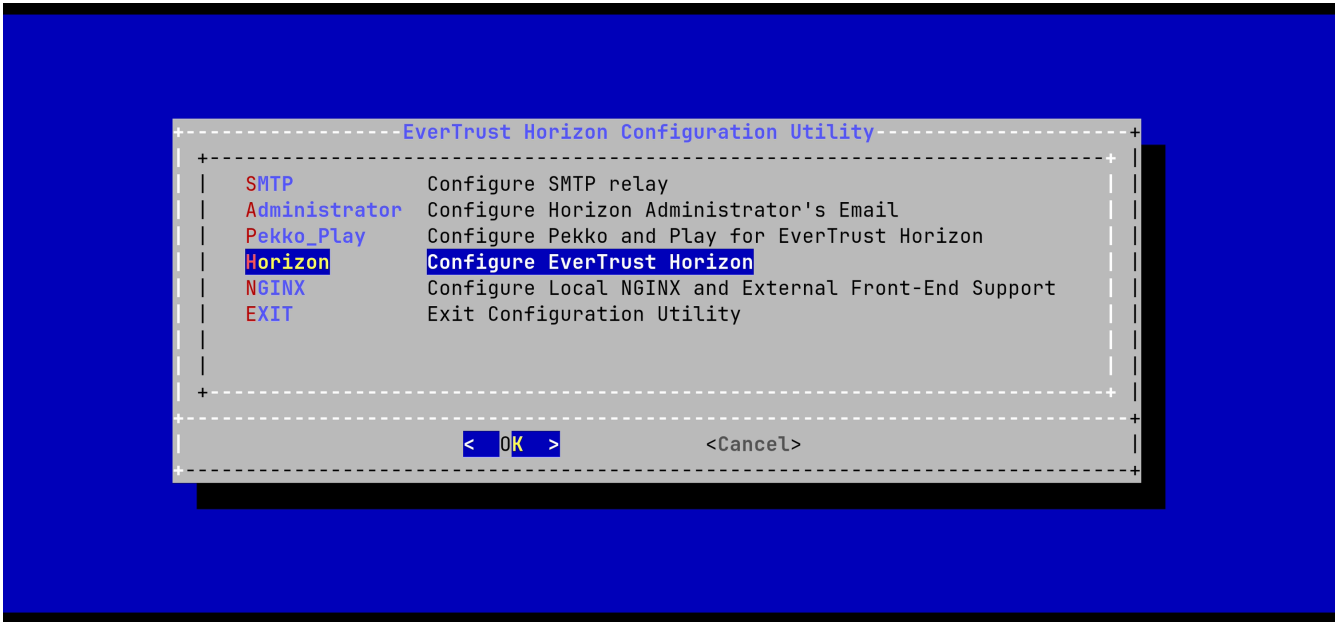 EverTrust Horizon Configuration Utility
SMTP Configure SMTP relay
Administrator Configure Horizon Administrator's Email
Pekko_Play Configure Pekko and Play for EverTrust Horizon
Horizon Configure EverTrust Horizon
NGINX Configure Local NGINX and External Front-End Support
EXIT Exit Configuration Utility
< OK > <Cancel>